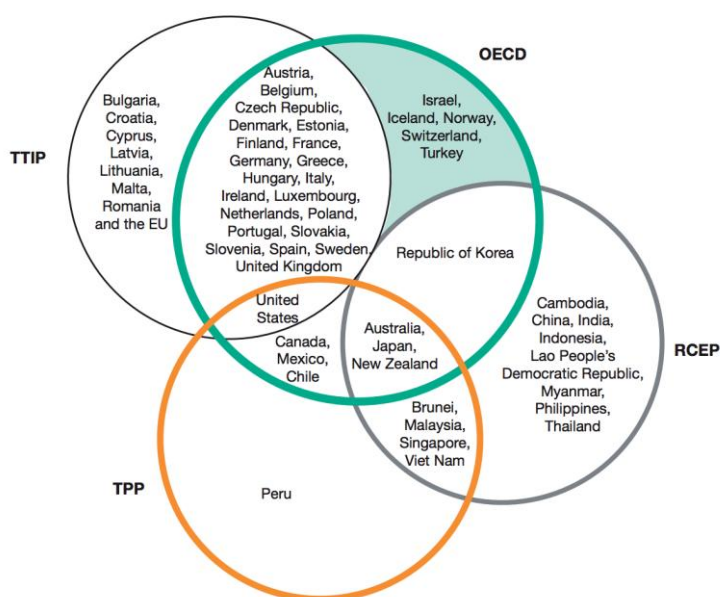 OECD
TTIP
Bulgaria,
Croatia,
Cyprus,
Latvia,
Lithuania,
Malta,
Romania
and the EU
Austria,
Belgium,
Czech Republic,
Denmark, Estonia,
Finland, France,
Germany, Greece,
Hungary, Italy,
Ireland, Luxembourg,
Netherlands, Poland,
Portugal, Slovakia,
Slovenia, Spain, Sweden,
United Kingdom
Israel,
Iceland, Norway,
Switzerland,
Turkey
Republic of Korea
United
States
Canada,
Mexico,
Chile
Australia,
Japan,
New Zealand
Cambodia,
China, India,
Indonesia,
Lao People's
Democratic Republic,
Myanmar,
Philippines,
Thailand
RCEP
Brunei,
Malaysia,
Singapore,
Viet Nam
TPP
Peru